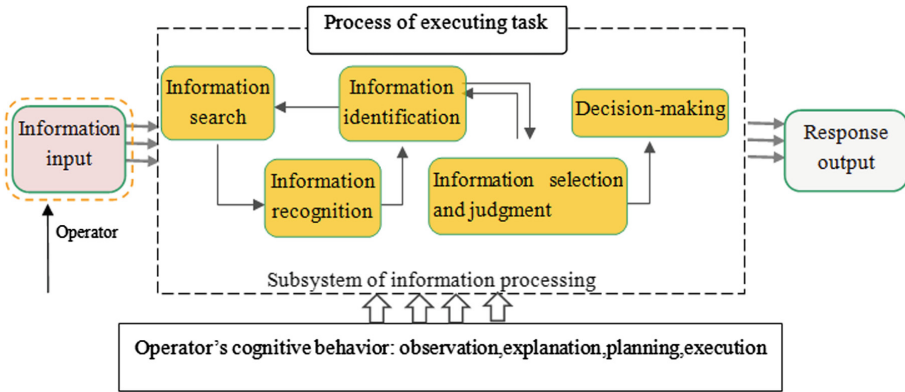 Process of executing task
Information
search
Information
identification
Decision-making
Information
input
Response
output
Information
recognition
Information selection
and judgment
Operator
Subsystem of information processing
Operator's cognitive behavior: observation,explanation,planning,execution